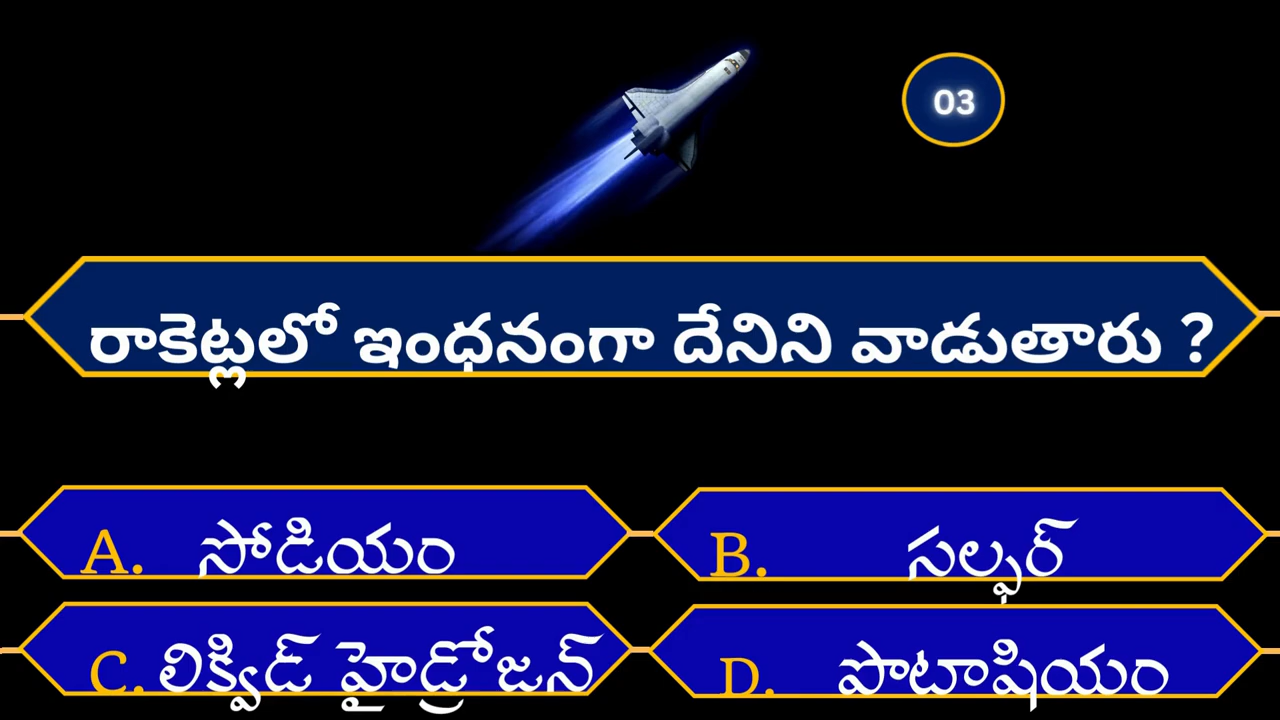 03
రాకెట్లలో ఇంధనంగా దేనిని వాడుతారు ?
A. సోడియం
B. సల్ఫర్
C. లిక్విడ్ హైడ్రోజన్
D. పొటాషియం